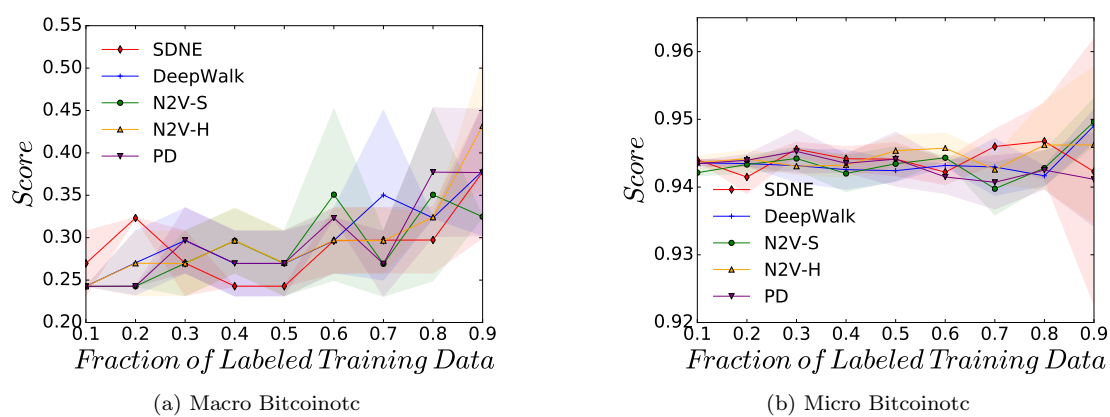 0.55
0.50
0.45
0.40
0.35
0.30
0.25
0.20
Score
SDNE
DeepWalk
N2V-S
N2V-H
PD
0.1 0.2 0.3 0.4 0.5 0.6 0.7 0.8 0.9
Fraction of Labeled Training Data
(a) Macro Bitcoinotc
0.96
0.95
0.94
0.93
0.92
Score
SDNE
DeepWalk
N2V-S
N2V-H
PD
0.1 0.2 0.3 0.4 0.5 0.6 0.7 0.8 0.9
Fraction of Labeled Training Data
(b) Micro Bitcoinotc